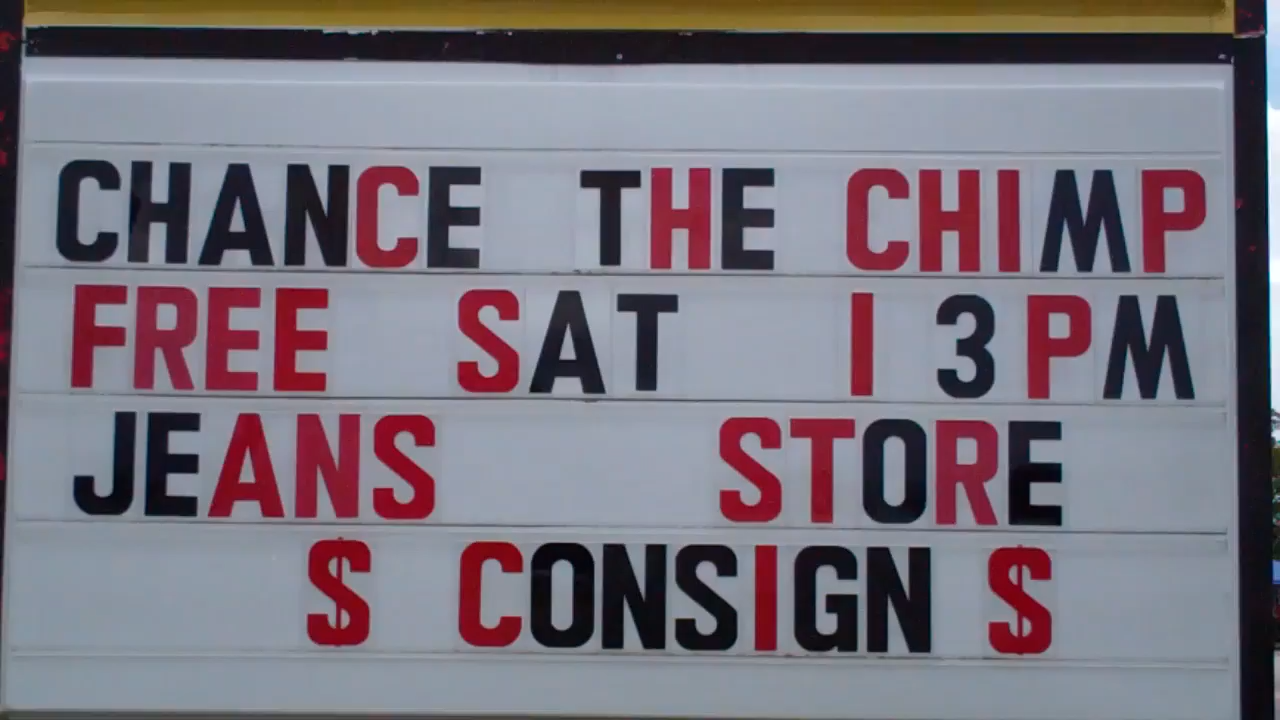 CHANCE THE CHIMP
FREE SAT 1 3PM
JEANS STORE
$ CONSIGN $